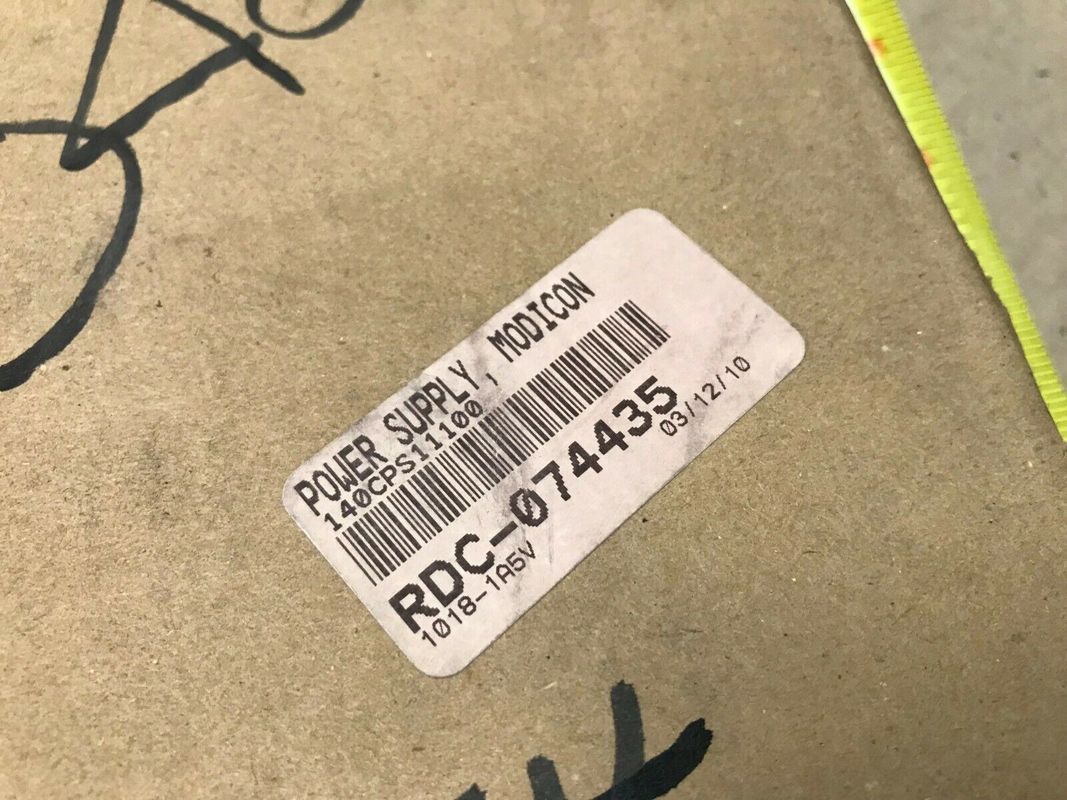 POWER SUPPLY, MODICON
140CPS11100
RDC-074435
1018-1A5V
03/12/10